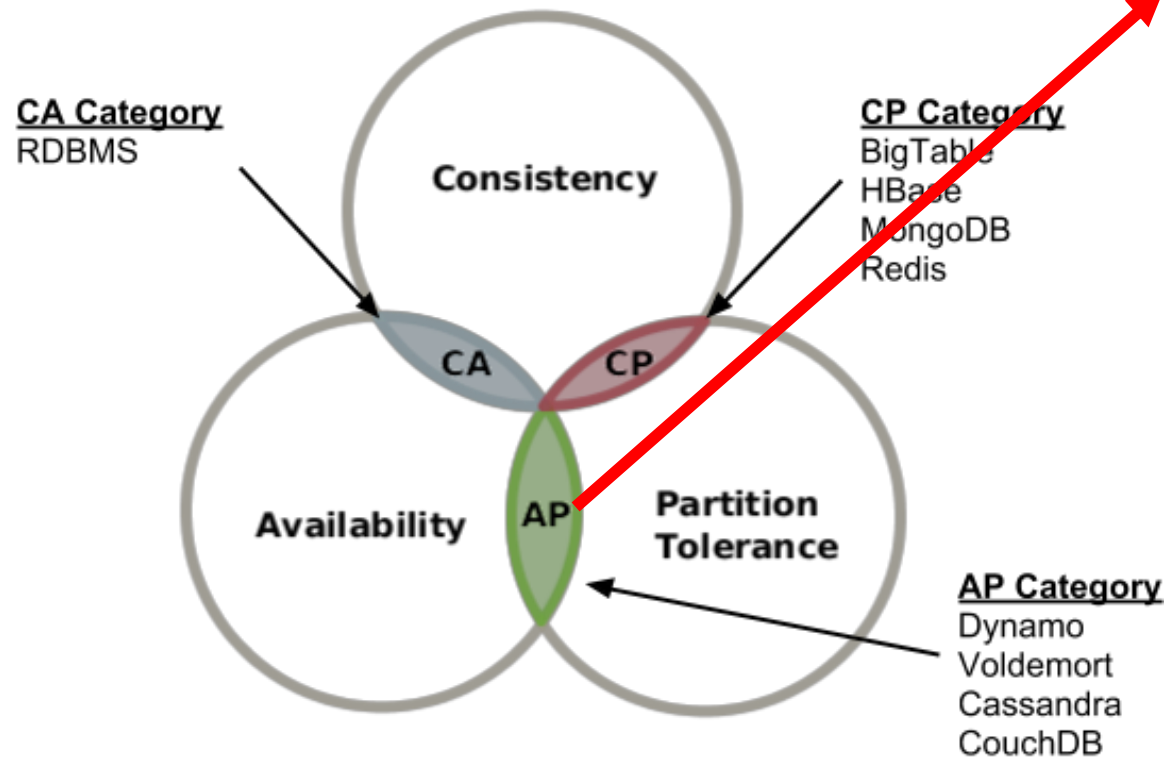 CA Category
RDBMS
CP Category
BigTable
HBase
MongoDB
Redis
Consistency
CA
CP
Availability
AP
Partition
Tolerance
AP Category
Dynamo
Voldemort
Cassandra
CouchDB